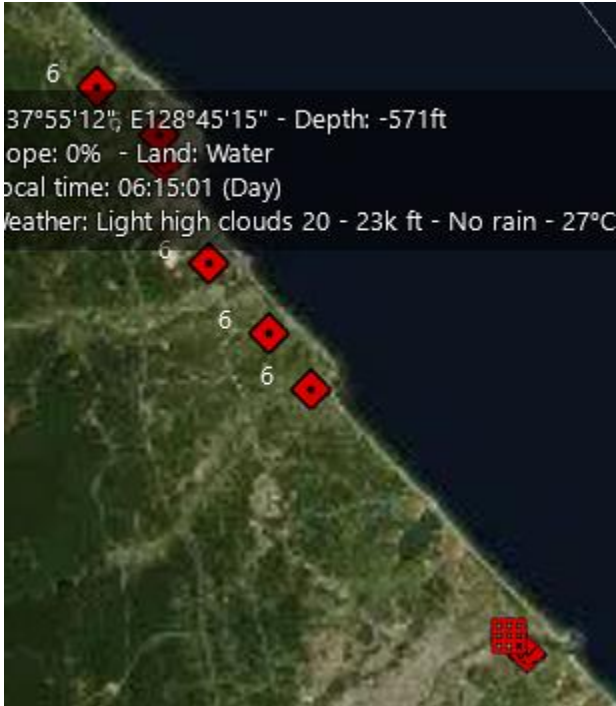 6
37°55'12", E128°45'15" - Depth: -571ft
ope: 0% - Land: Water
ocal time: 06:15:01 (Day)
Weather: Light high clouds 20 - 23k ft - No rain - 27°C
6
6
6